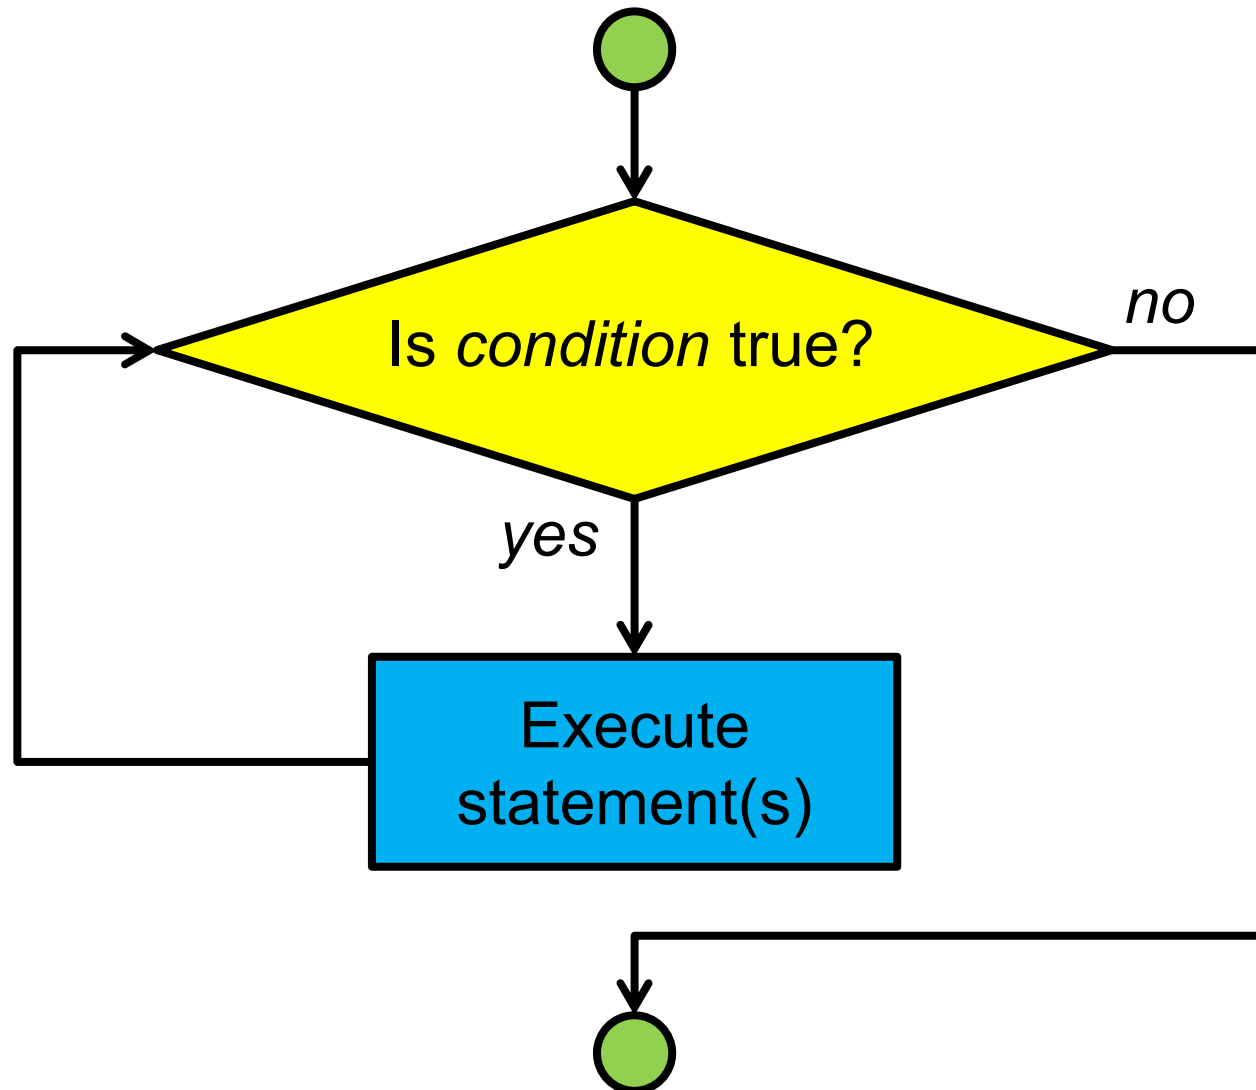 Is condition true?
no
yes
Execute
statement(s)